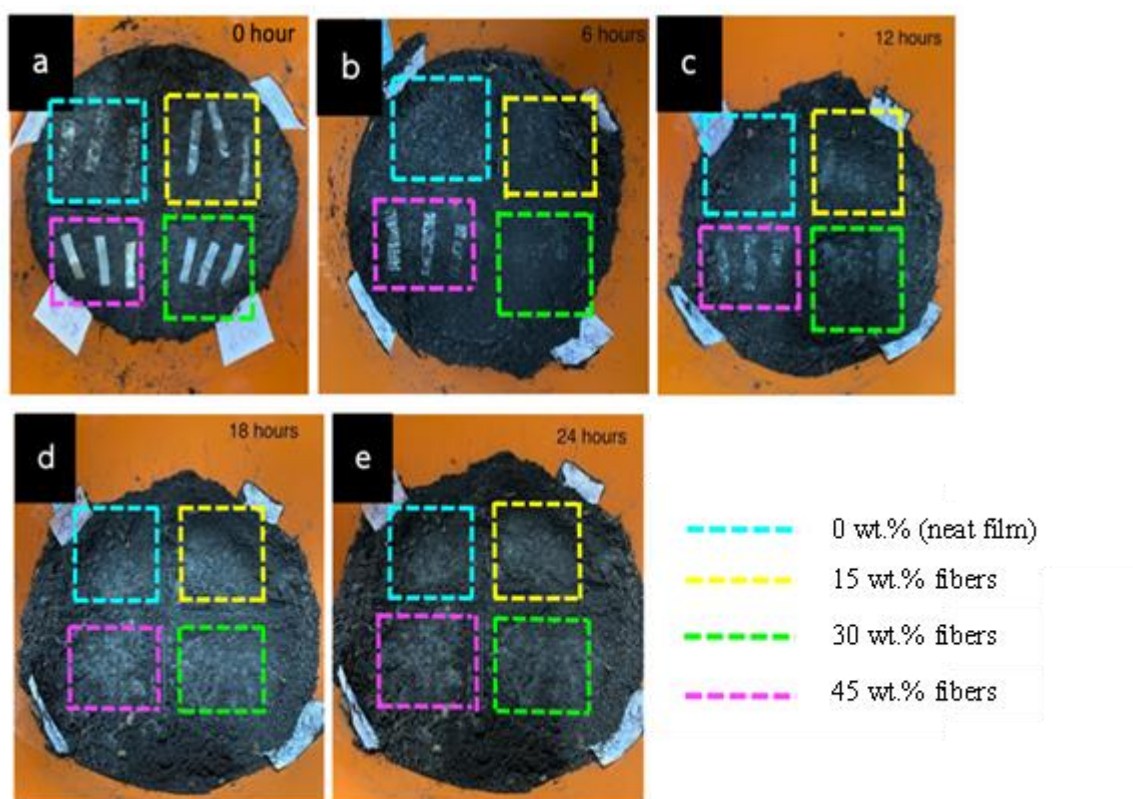 a
0 hour
b
6 hours
c
12 hours
d
18 hours
e
24 hours
0 wt.% (neat film)
15 wt.% fibers
30 wt.% fibers
45 wt.% fibers